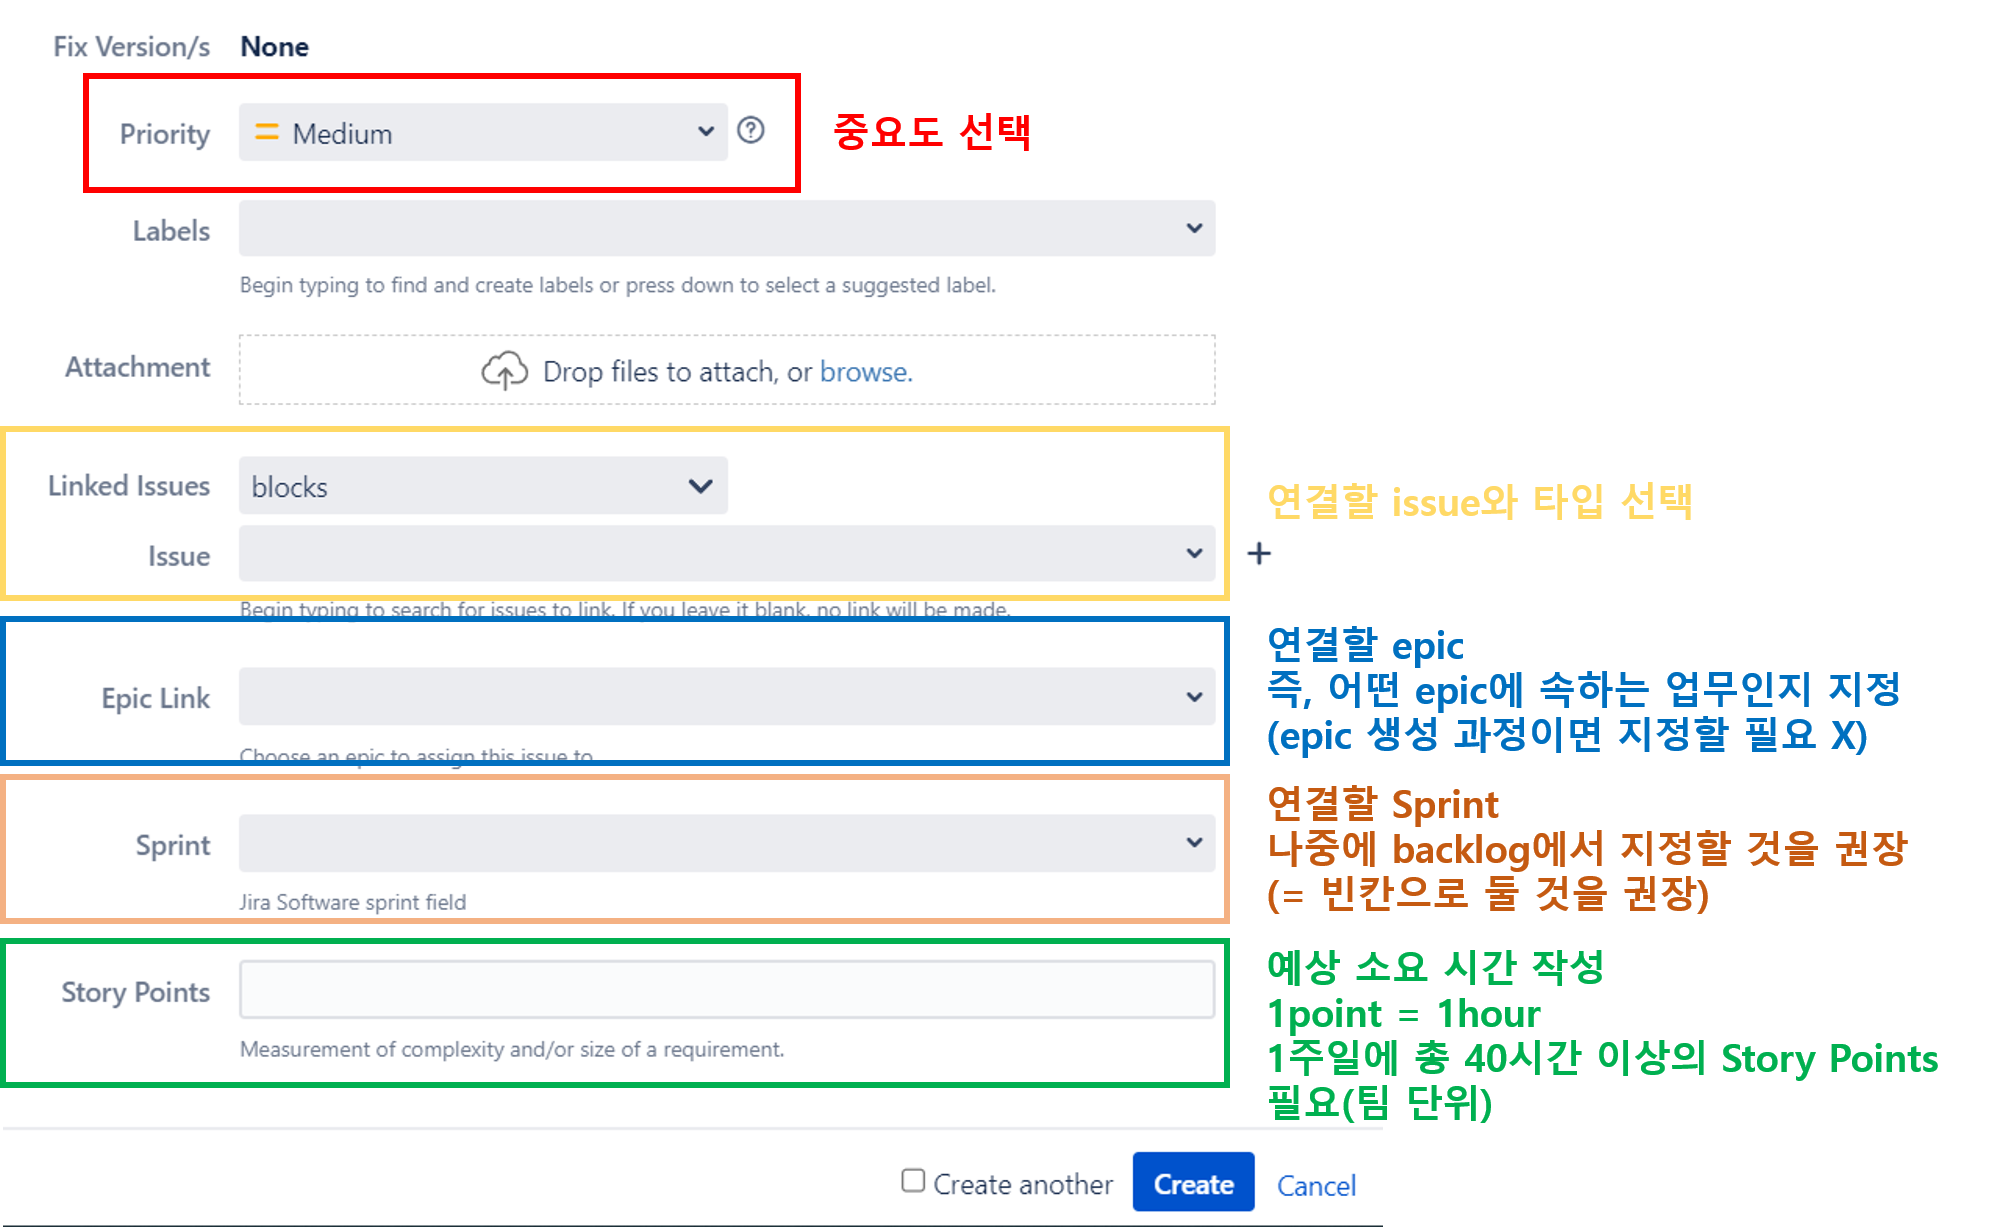 Fix Version/s None
Priority Medium 중요도 선택
Labels
Begin typing to find and create labels or press down to select a suggested label.
Attachment Drop files to attach, or browse.
Linked Issues blocks
연결할 issue와 타입 선택
Issue
Begin typing to search for issues to link. If you leave it blank, no link will be made.
연결할 epic
즉, 어떤 epic에 속하는 업무인지 지정
(epic 생성 과정이면 지정할 필요 X)
Epic Link
Choose an epic to assign this issue to
연결할 Sprint
나중에 backlog에서 지정할 것을 권장
(= 빈칸으로 둘 것을 권장)
Sprint
Jira Software sprint field
예상 소요 시간 작성
1point = 1hour
1주일에 총 40시간 이상의 Story Points
필요(팀 단위)
Story Points
Measurement of complexity and/or size of a requirement.
Create another Create Cancel